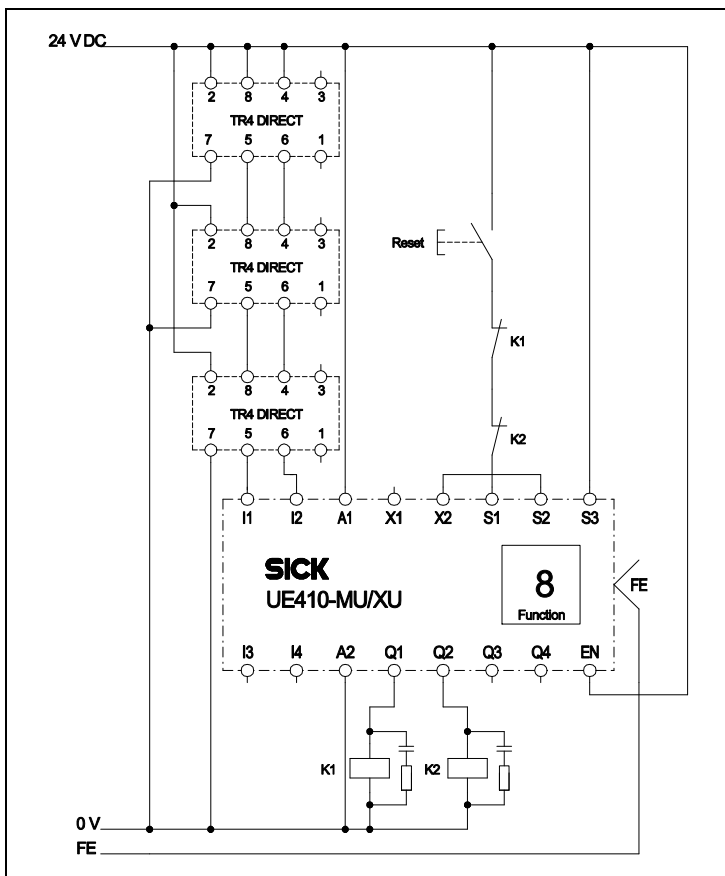 24 V DC
2 8 4 3
TR4 DIRECT
7 5 6 1
2 8 4 3
Reset
TR4 DIRECT
7 5 6 1
K1
2 8 4 3
TR4 DIRECT
7 5 6 1
K2
I1 I2 A1 X1 X2 S1 S2 S3
SICK
UE410-MU/XU
8
Function
FE
I3 I4 A2 Q1 Q2 Q3 Q4 EN
K1 K2
0 V
FE